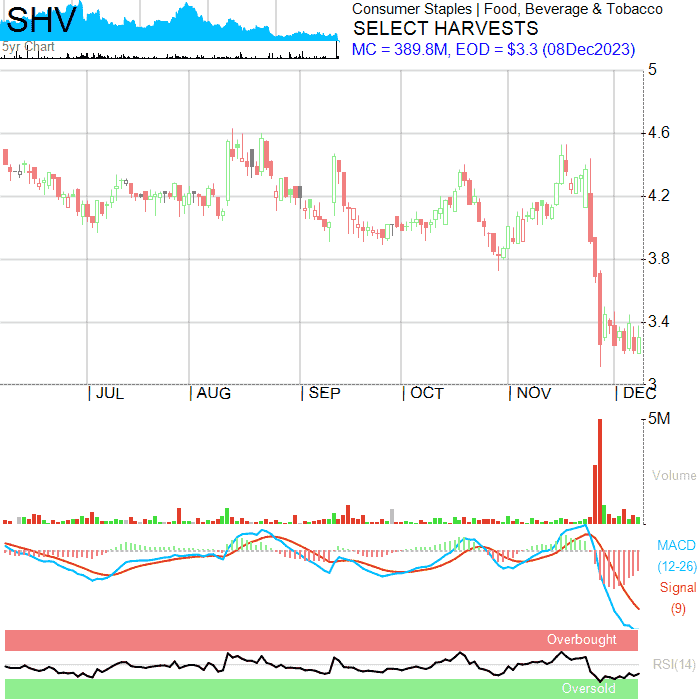 SHV
5yr Chart
Consumer Staples | Food, Beverage & Tobacco
SELECT HARVESTS
MC = 389.8M, EOD = $3.3 (08Dec2023)
5
4.6
4.2
3.8
3.4
3
| JUL | AUG | SEP | OCT | NOV | DEC
5M
Volume
MACD
(12-26)
Signal
(9)
Overbought
RSI(14)
Oversold